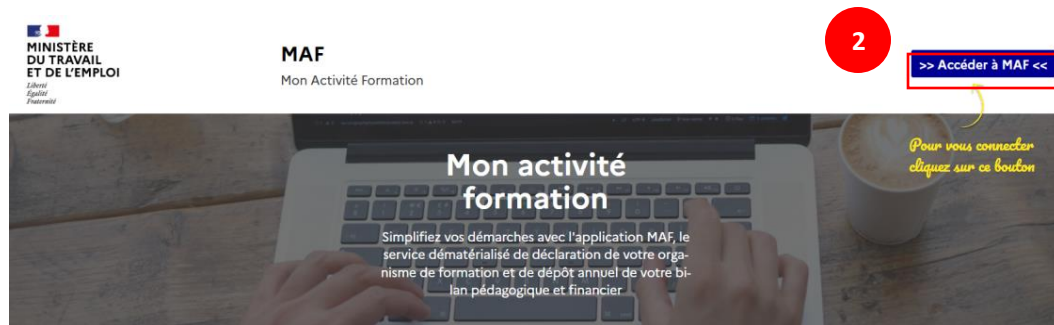 MINISTÈRE
DU TRAVAIL
ET DE L'EMPLOI
Liberté
Égalité
Fraternité
MAF
Mon Activité Formation
2
>> Accéder à MAF <<
Pour vous connecter
cliquez sur ce bouton
Mon activité
formation
Simplifiez vos démarches avec l'application MAF, le
service dématérialisé de déclaration de votre orga-
nisme de formation et de dépôt annuel de votre bi-
lan pédagogique et financier